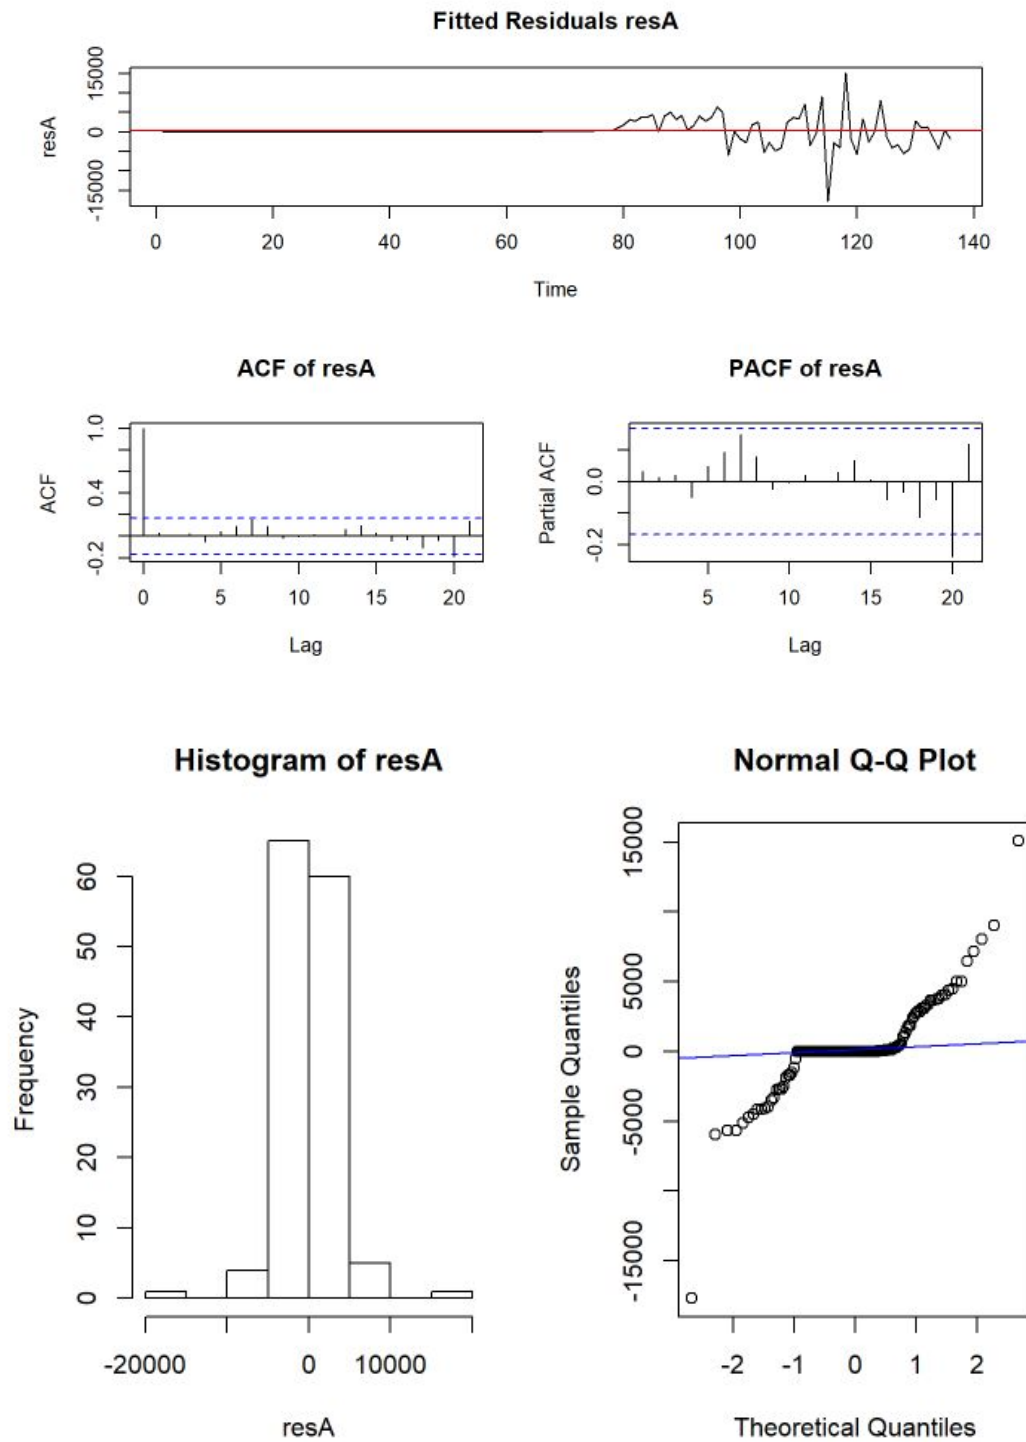 Fitted Residuals resA
resA
15000
0
-15000
0 20 40 60 80 100 120 140
Time
ACF of resA
ACF
1.0
0.4
-0.2
0 5 10 15 20
Lag
PACF of resA
Partial ACF
0.0
-0.2
5 10 15 20
Lag
Histogram of resA
Frequency
60
50
40
30
20
10
0
-20000 0 10000
resA
Normal Q-Q Plot
Sample Quantiles
15000
5000
0
-5000
-15000
-2 -1 0 1 2
Theoretical Quantiles